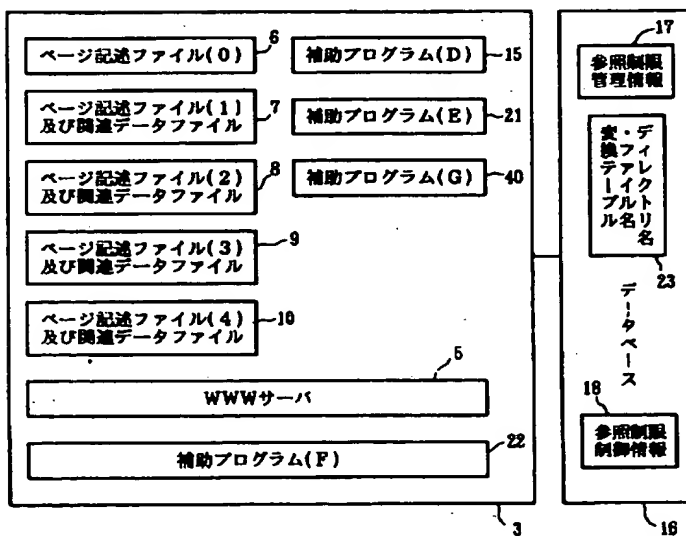 6
ページ記述ファイル(0)
補助プログラム(D)
15
ページ記述ファイル(1)
及び関連データファイル
7
補助プログラム(E)
21
ページ記述ファイル(2)
及び関連データファイル
8
補助プログラム(G)
40
ページ記述ファイル(3)
及び関連データファイル
9
ページ記述ファイル(4)
及び関連データファイル
10
5
WWWサーバ
補助プログラム(F)
22
3
17
参照制限
管理情報
ディレクトリ名
・ファイル名
変換テーブル
23
データベース
18
参照制限
制御情報
16